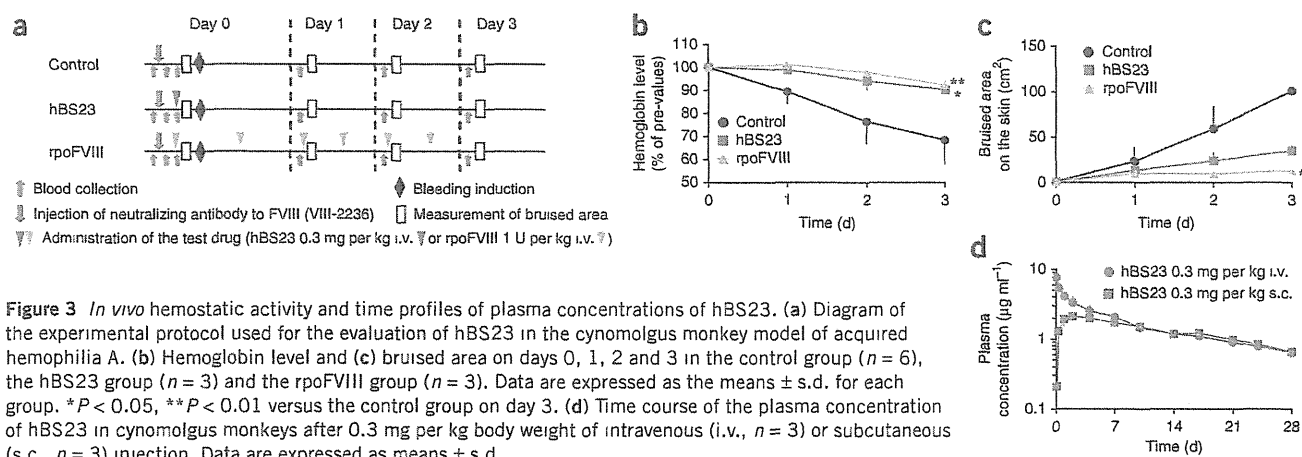 a
Day 0 Day 1 Day 2 Day 3
Control
hBS23
rpoFVIII
Blood collection Bleeding induction
Injection of neutralizing antibody to FVIII (VIII-2236) Measurement of bruised area
Administration of the test drug (hBS23 0.3 mg per kg i.v. or rpoFVIII 1 U per kg i.v. )
b
Hemoglobin level
(% of pre-values)
110
100
90
80
70
60
50
Control
hBS23
rpoFVIII
**
*
0 1 2 3
Time (d)
c
Bruised area
on the skin (cm2)
100
50
0
Control
hBS23
rpoFVIII
*
0 1 2 3
Time (d)
d
Plasma
concentration (µg ml−1)
10
1
0.1
hBS23 0.3 mg per kg i.v.
hBS23 0.3 mg per kg s.c.
0 7 14 21 28
Time (d)
Figure 3 In vivo hemostatic activity and time profiles of plasma concentrations of hBS23. (a) Diagram of
the experimental protocol used for the evaluation of hBS23 in the cynomolgus monkey model of acquired
hemophilia A. (b) Hemoglobin level and (c) bruised area on days 0, 1, 2 and 3 in the control group (n = 6),
the hBS23 group (n = 3) and the rpoFVIII group (n = 3). Data are expressed as the means ± s.d. for each
group. *P < 0.05, **P < 0.01 versus the control group on day 3. (d) Time course of the plasma concentration
of hBS23 in cynomolgus monkeys after 0.3 mg per kg body weight of intravenous (i.v., n = 3) or subcutaneous
(s.c., n = 3) injection. Data are expressed as means ± s.d.